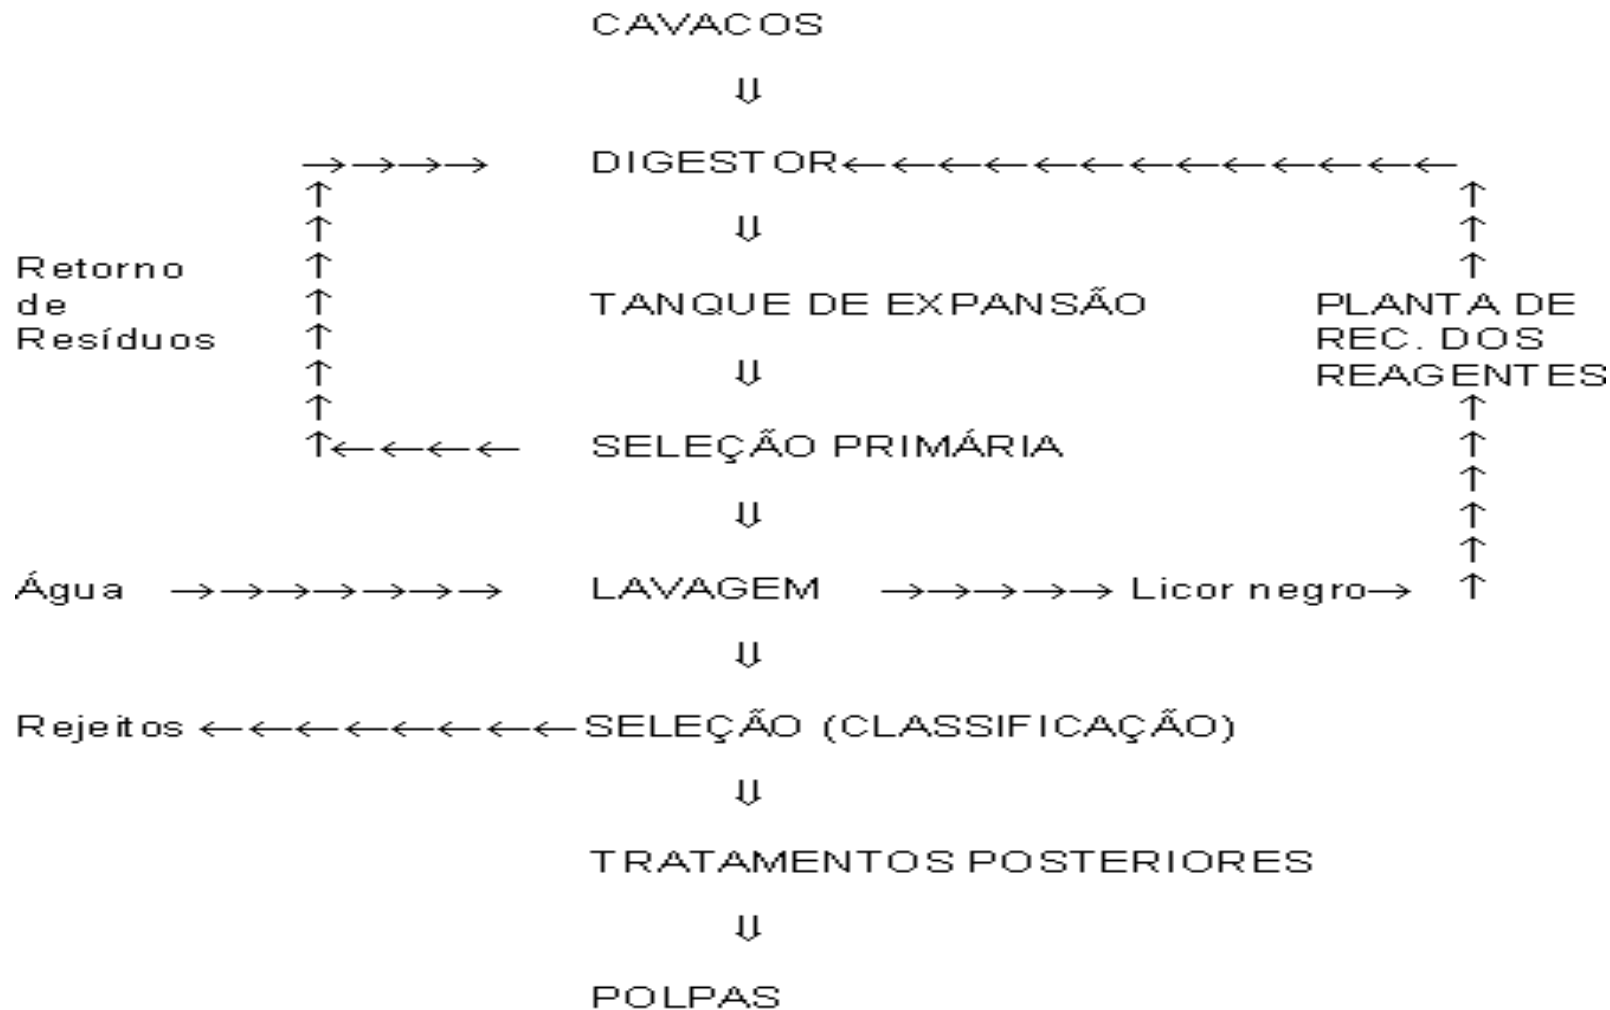 CAVACOS
⇓
→→→→ DIGESTOR←←←←←←←←←←←←←
↑ ↑
↑ ⇓ ↑
Retorno ↑ ↑
de ↑ TANQUE DE EXPANSÃO PLANTA DE
Resíduos ↑ REC. DOS
↑ ⇓ REAGENTES
↑ ↑
↑←←←← SELEÇÃO PRIMÁRIA ↑
↑
⇓ ↑
↑
Água →→→→→→→ LAVAGEM →→→→→ Licor negro→ ↑
⇓
Rejeitos ←←←←←←←←SELEÇÃO (CLASSIFICAÇÃO)
⇓
TRATAMENTOS POSTERIORES
⇓
POLPAS